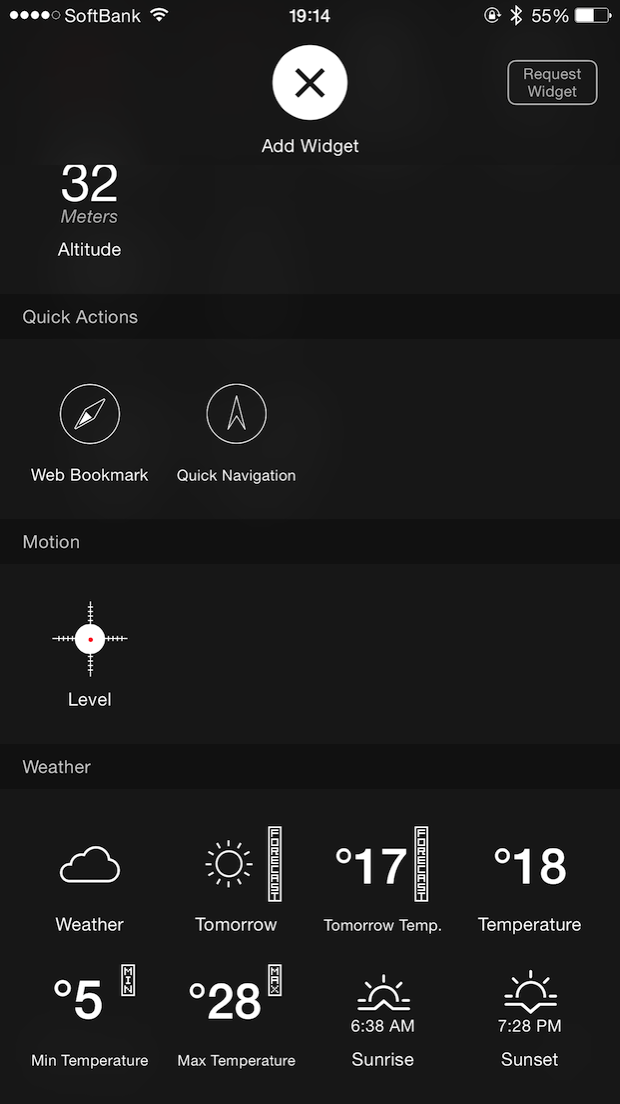 SoftBank 19:14 55%
Request
Widget
Add Widget
32
Meters
Altitude
Quick Actions
Web Bookmark Quick Navigation
Motion
Level
Weather
FORECAST °17 FORECAST °18
Weather Tomorrow Tomorrow Temp. Temperature
°5 MIN °28 MAX
6:38 AM 7:28 PM
Min Temperature Max Temperature Sunrise Sunset